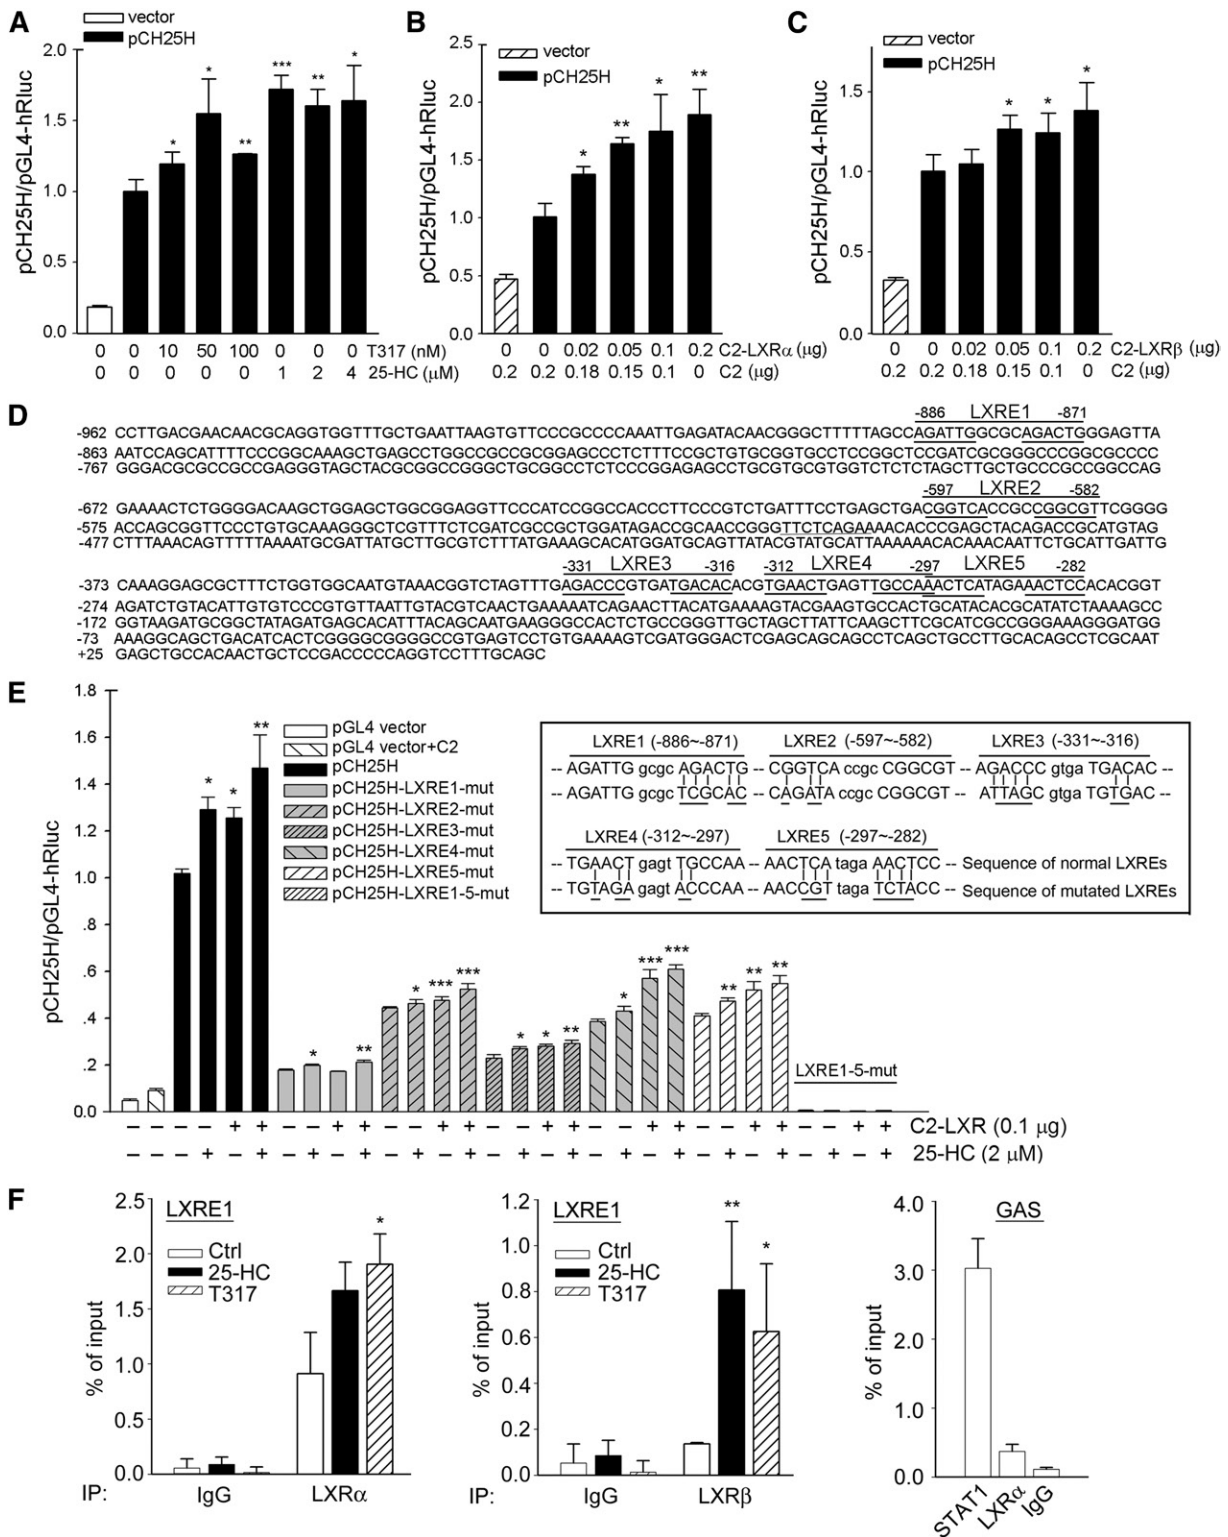 A
vector
pCH25H
pCH25H/pGL4-hRluc
2.0
1.5
1.0
0.5
0.0
* * ** *** ** *
0 0 10 50 100 0 0 0 T317 (nM)
0 0 0 0 0 1 2 4 25-HC (μM)
B
vector
pCH25H
pCH25H/pGL4-hRluc
2.5
2.0
1.5
1.0
0.5
0.0
* ** * **
0 0 0.02 0.05 0.1 0.2 C2-LXRα (μg)
0.2 0.2 0.18 0.15 0.1 0 C2 (μg)
C
vector
pCH25H
pCH25H/pGL4-hRluc
1.5
1.0
0.5
0.0
* * *
0 0 0.02 0.05 0.1 0.2 C2-LXRβ (μg)
0.2 0.2 0.18 0.15 0.1 0 C2 (μg)
D
-886 LXRE1 -871
-962 CCTTGACGAACAACGCAGGTGGTTTGCTGAATTAAGTGTTCCCGCCCCAAATTGAGATACAACGGGCTTTTTAGCCAGATTGGCGCAGACTGGGAGTTA
-863 AATCCAGCATTTTCCCGGCAAAGCTGAGCCTGGCCGCCGCGGAGCCCTCTTTCCGCTGTGCGGTGCCTCCGGCTCCGATCGCGGGCCCGGCGCCCC
-767 GGGACGCGCCGCCGAGGGTAGCTACGCGGCCGGGCTGCGGCCTCTCCCGGAGAGCCTGCGTGCGTGGTCTCTCTAGCTTGCTGCCCGCCGGCCAG
-597 LXRE2 -582
-672 GAAAACTCTGGGGACAAGCTGGAGCTGGCGGAGGTTCCCATCCGGCCACCCTTCCCGTCTGATTTCCTGAGCTGACGGTCACCGCCGGCGTTCGGGG
-575 ACCAGCGGTTCCCTGTGCAAAGGGCTCGTTTCTCGATCGCCGCTGGATAGACCGCAACCGGGTTCTCAGAAAACACCCGAGCTACAGACCGCATGTAG
-477 CTTTAAACAGTTTTTAAAATGCGATTATGCTTGCGTCTTTATGAAAGCACATGGATGCAGTTATACGTATGCATTAAAAAACACAAACAATTCTGCATTGATTG
-331 LXRE3 -316 -312 LXRE4 -297 LXRE5 -282
-373 CAAAGGAGCGCTTTCTGGTGGCAATGTAAACGGTCTAGTTTGAGACCCGTGATGACACACGTGAACTGAGTTGCCAAAACTCATAGAAACTCCACACGGT
-274 AGATCTGTACATTGTGTCCCGTGTTAATTGTACGTCAACTGAAAAATCAGAACTTACATGAAAAGTACGAAGTGCCACTGCATACACGCATATCTAAAAGCC
-172 GGTAAGATGCGGCTATAGATGAGCACATTTACAGCAATGAAGGGCCACTCTGCCGGGTTGCTAGCTTATTCAAGCTTCGCATCGCCGGGAAAGGGATGG
-73 AAAGGCAGCTGACATCACTCGGGGCGGGGCCGTGAGTCCTGTGAAAAGTCGATGGGACTCGAGCAGCAGCCTCAGCTGCCTTGCACAGCCTCGCAAT
+25 GAGCTGCCACAACTGCTCCGACCCCCAGGTCCTTTGCAGC
E
pCH25H/pGL4-hRluc
1.8
1.6
1.4
1.2
1.0
.8
.6
.4
.2
0.0
pGL4 vector
pGL4 vector+C2
pCH25H
pCH25H-LXRE1-mut
pCH25H-LXRE2-mut
pCH25H-LXRE3-mut
pCH25H-LXRE4-mut
pCH25H-LXRE5-mut
pCH25H-LXRE1-5-mut
LXRE1 (-886~-871) LXRE2 (-597~-582) LXRE3 (-331~-316)
-- AGATTG gcgc AGACTG -- CGGTCA ccgc CCGGCGT -- AGACCC gtga TGACAC --
-- AGATTG gcgc TCGCAC -- CAGATA ccgc CGGCGT -- ATTAGC gtga TGTGAC --
LXRE4 (-312~-297) LXRE5 (-297~-282)
-- TGAACT gagt TGCCAA -- AACTCA taga AACTCC -- Sequence of normal LXREs
-- TGTAGA gagt ACCCAA -- AACCGT taga TCTACC -- Sequence of mutated LXREs
* * **
* **
* *** ***
* * **
* *** ***
** ** **
LXRE1-5-mut
− − − − + + − − + + − − + + − − + + − − + + − − + + − − + + C2-LXR (0.1 μg)
− − − + − + − + − + − + − + − + − + − + − + − + − + − + − + 25-HC (2 μM)
F
LXRE1
Ctrl
25-HC
T317
% of input
2.5
2.0
1.5
1.0
0.5
0.0
*
IP: IgG LXRα
LXRE1
Ctrl
25-HC
T317
% of input
1.2
1.0
0.8
0.6
0.4
0.2
0.0
** *
IP: IgG LXRβ
GAS
% of input
4.0
3.0
2.0
1.0
0.0
STAT1 LXRα IgG